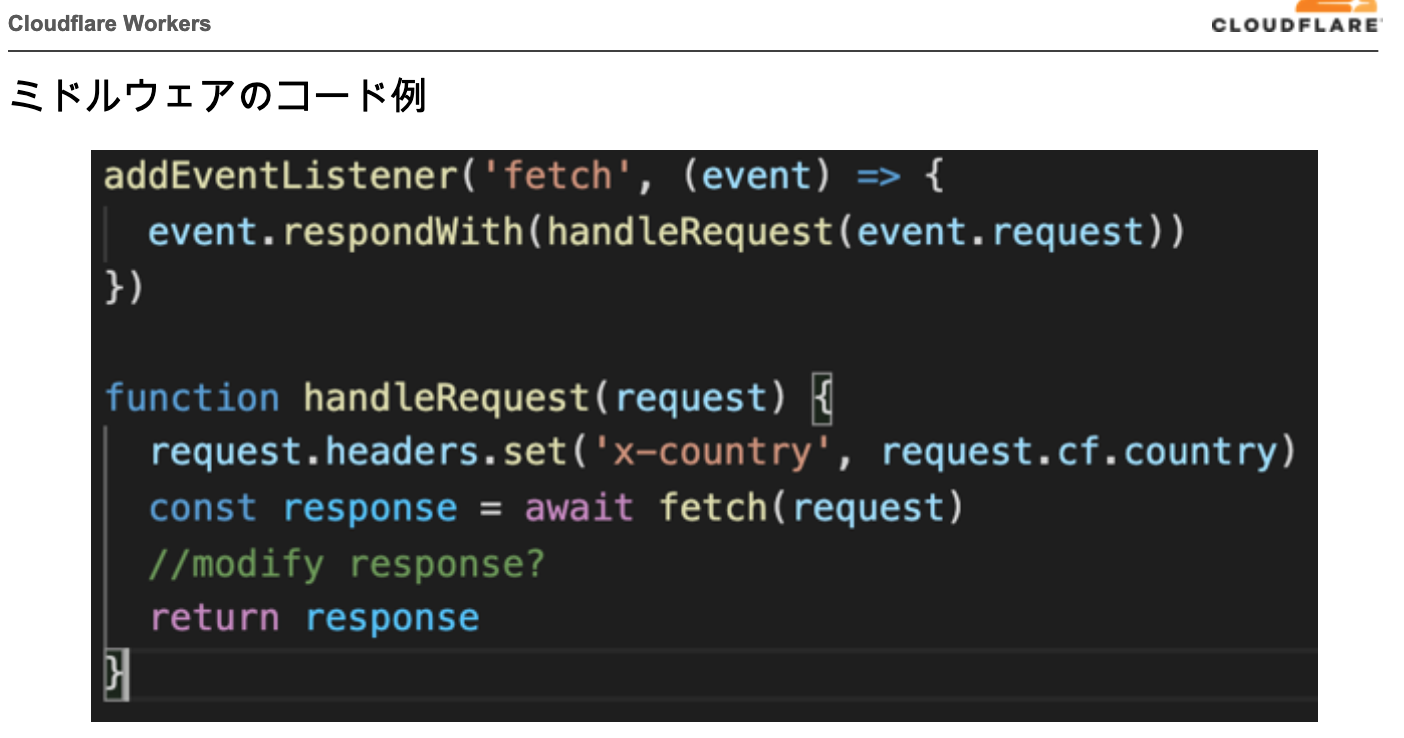 Cloudflare Workers
CLOUDFLARE
ミドルウェアのコード例
addEventListener('fetch', (event) => {
  event.respondWith(handleRequest(event.request))
})
function handleRequest(request) {
  request.headers.set('x-country', request.cf.country)
  const response = await fetch(request)
  //modify response?
  return response
}